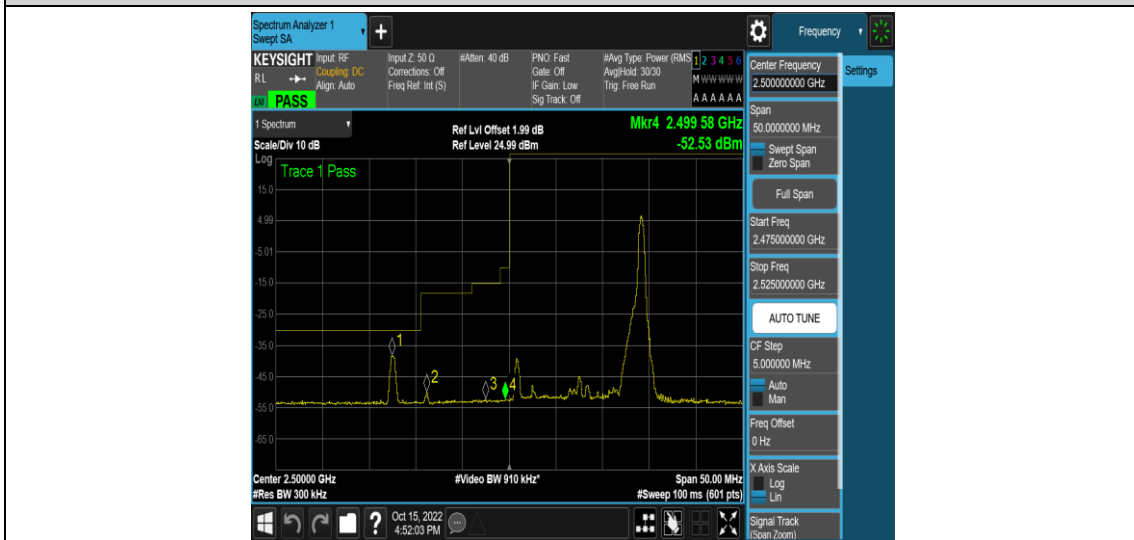 Spectrum Analyzer 1
Swept SA
+
Frequency
KEYSIGHT
RL
LXI PASS
Input: RF
Coupling: DC
Align: Auto
Input Z: 50 Ω
Corrections: Off
Freq Ref: Int (S)
#Atten: 40 dB
PNO: Fast
Gate: Off
IF Gain: Low
Sig Track: Off
#Avg Type: Power (RMS
Avg|Hold: 30/30
Trig: Free Run
1 2 3 4 5 6
M W W W W W
A A A A A A
1 Spectrum
Scale/Div 10 dB
Ref Lvl Offset 1.99 dB
Ref Level 24.99 dBm
Mkr4 2.499 58 GHz
-52.53 dBm
Log
Trace 1 Pass
15.0
4.99
-5.01
-15.0
-25.0
-35.0
-45.0
-55.0
-65.0
1
2
3
4
Center 2.50000 GHz
#Res BW 300 kHz
#Video BW 910 kHz*
Span 50.00 MHz
#Sweep 100 ms (601 pts)
?
Oct 15, 2022
4:52:03 PM
Center Frequency
2.500000000 GHz
Settings
Span
50.0000000 MHz
Swept Span
Zero Span
Full Span
Start Freq
2.475000000 GHz
Stop Freq
2.525000000 GHz
AUTO TUNE
CF Step
5.000000 MHz
Auto
Man
Freq Offset
0 Hz
X Axis Scale
Log
Lin
Signal Track
(Span Zoom)